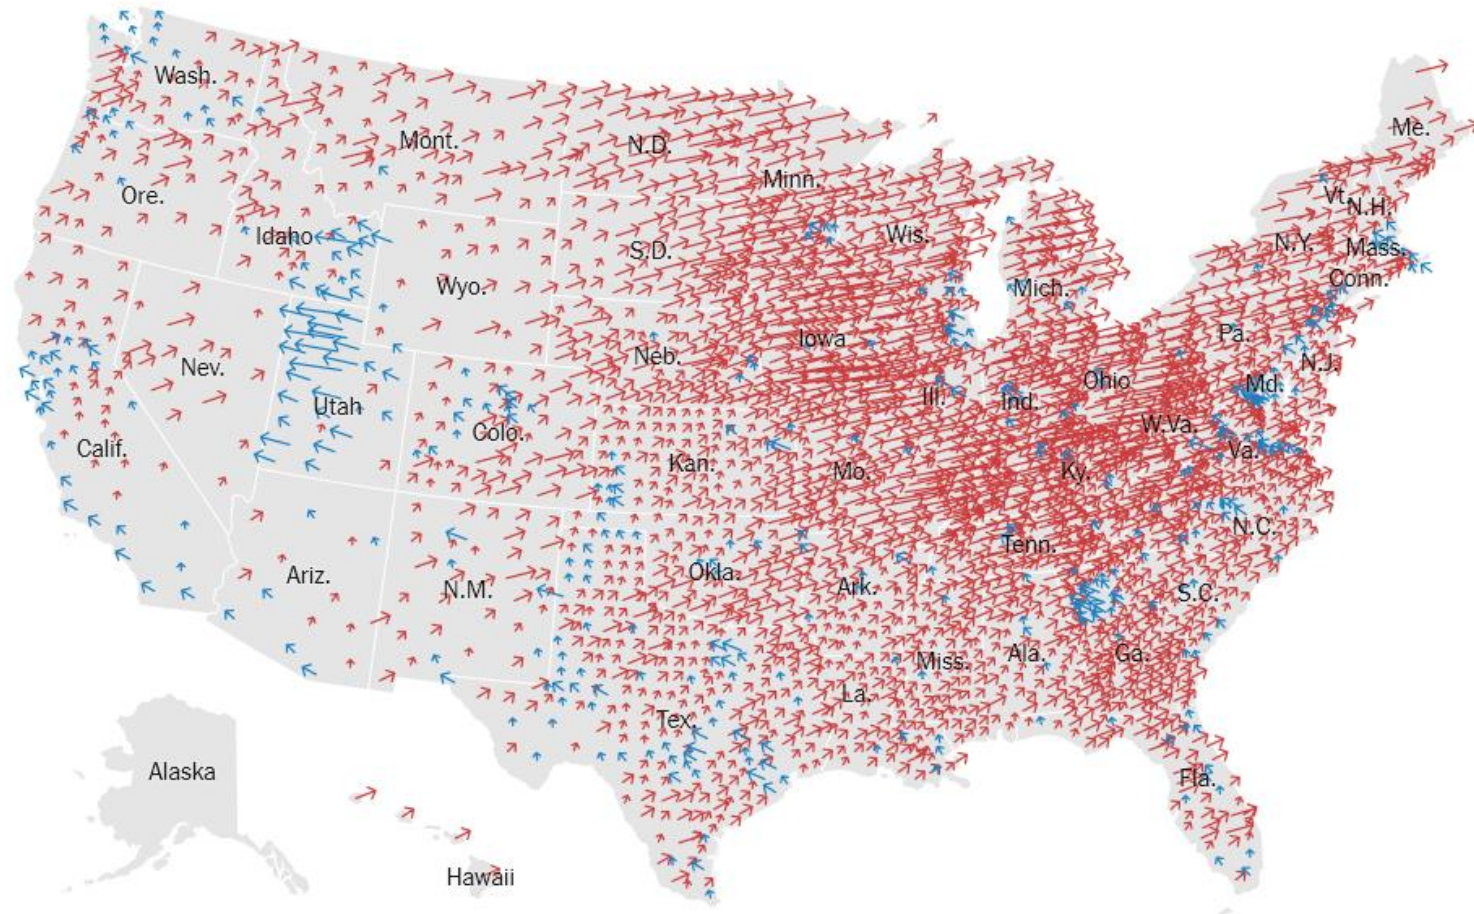 Wash.
Mont.
N.D.
Minn.
Me.
Ore.
Idaho
S.D.
Wis.
Vt.
N.H.
N.Y.
Mass.
Wyo.
Mich.
Conn.
Nev.
Neb.
Iowa
Pa.
N.J.
Utah
Colo.
Ill.
Ind.
Ohio
Md.
Calif.
Kan.
Mo.
Ky.
W.Va.
Va.
Ariz.
N.M.
Okla.
Ark.
Tenn.
N.C.
S.C.
Tex.
La.
Miss.
Ala.
Ga.
Alaska
Fla.
Hawaii